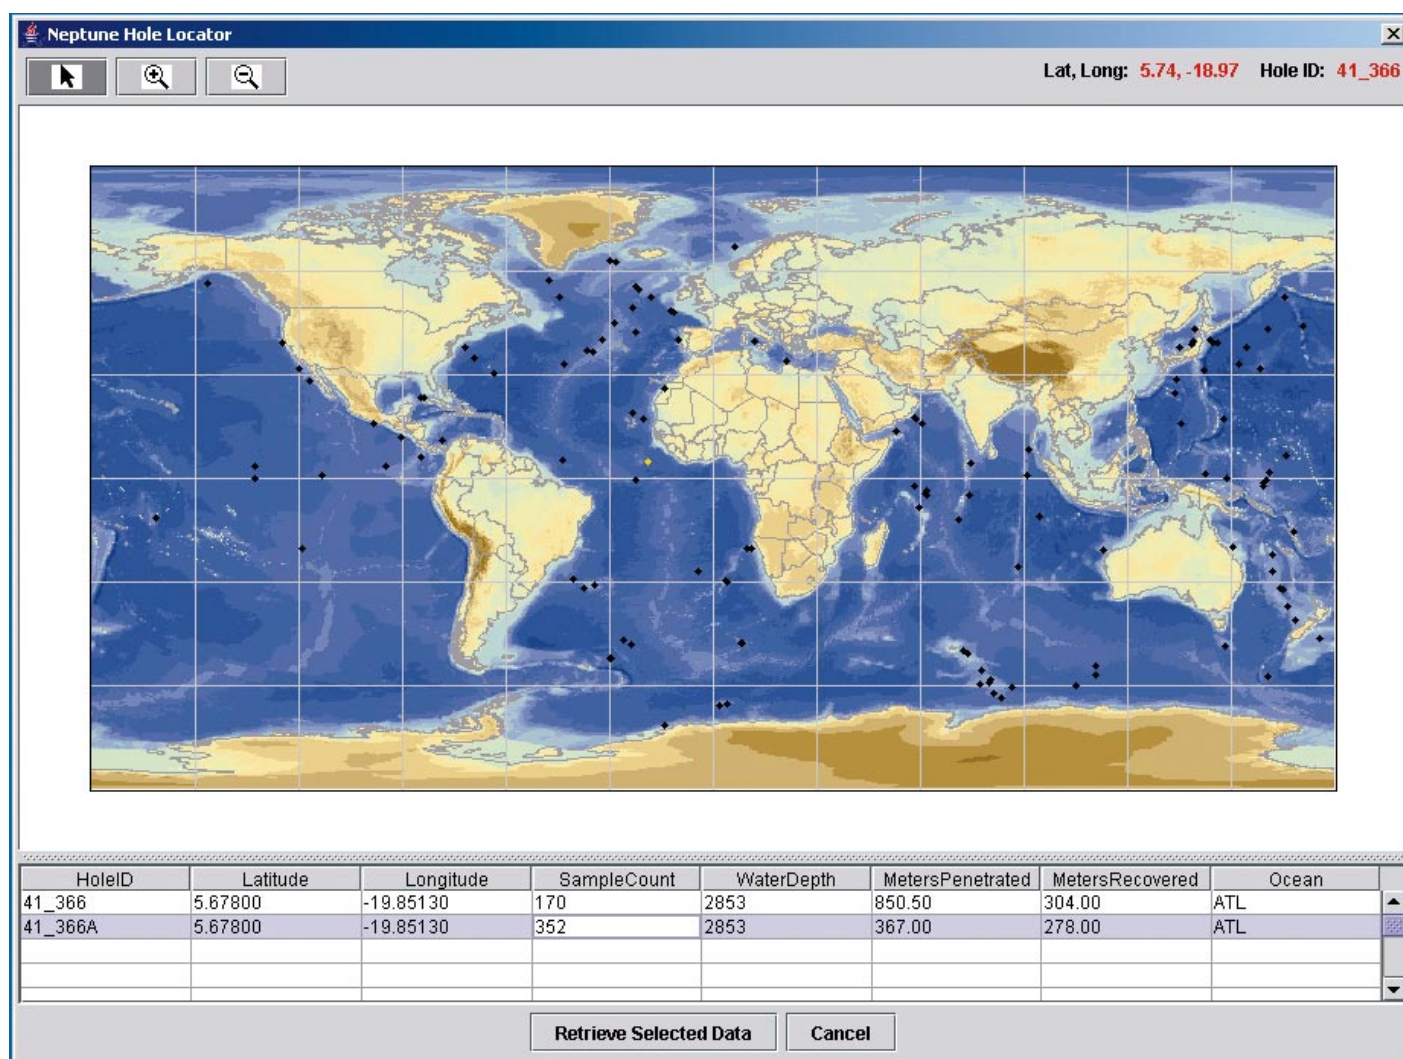 Neptune Hole Locator
Lat, Long: 5.74, -18.97 Hole ID: 41_366
HoleID Latitude Longitude SampleCount WaterDepth MetersPenetrated MetersRecovered Ocean
41_366 5.67800 -19.85130 170 2853 850.50 304.00 ATL
41_366A 5.67800 -19.85130 352 2853 367.00 278.00 ATL
Retrieve Selected Data Cancel